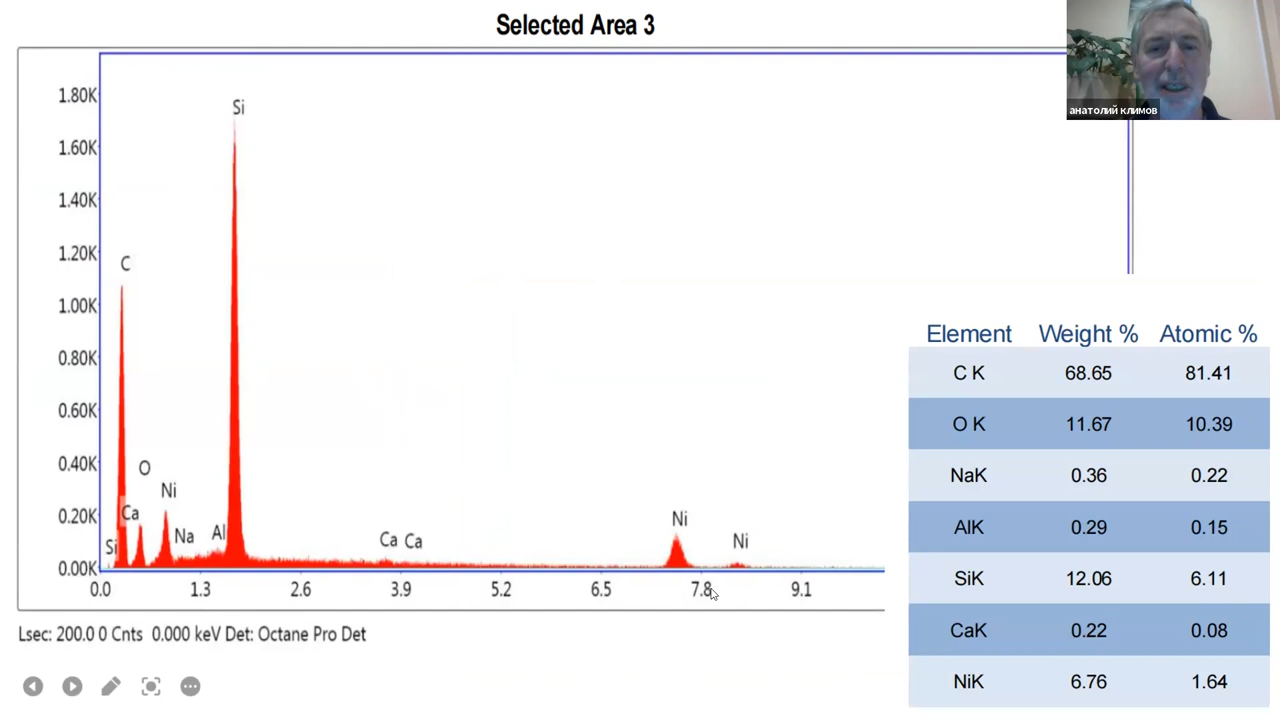 Selected Area 3
анатолий климов
1.80K
1.60K
1.40K
1.20K
1.00K
0.80K
0.60K
0.40K
0.20K
0.00K
Si
C
O
Ni
Ca
Si
Na
Al
Ca Ca
Ni
Ni
0.0 1.3 2.6 3.9 5.2 6.5 7.8 9.1
Lsec: 200.0 0 Cnts 0.000 keV Det: Octane Pro Det
Element Weight % Atomic %
C K 68.65 81.41
O K 11.67 10.39
NaK 0.36 0.22
AlK 0.29 0.15
SiK 12.06 6.11
CaK 0.22 0.08
NiK 6.76 1.64